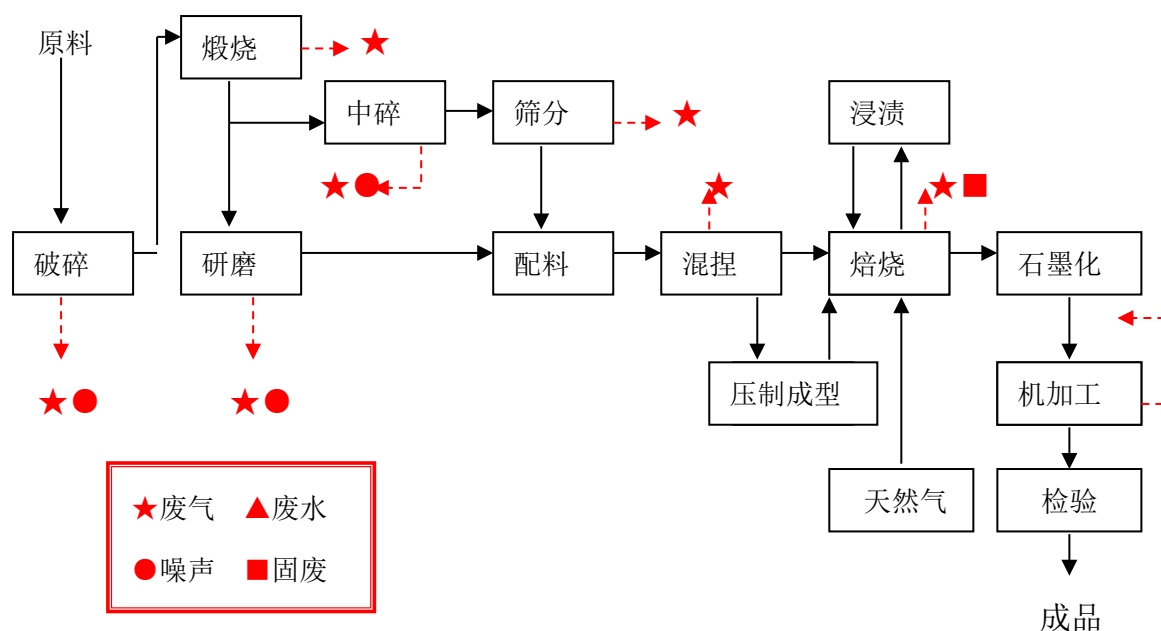 原料
煅烧
中碎
筛分
浸渍
破碎
研磨
配料
混捏
焙烧
石墨化
压制成型
机加工
天然气
检验
成品
★废气 ▲废水
●噪声 ■固废